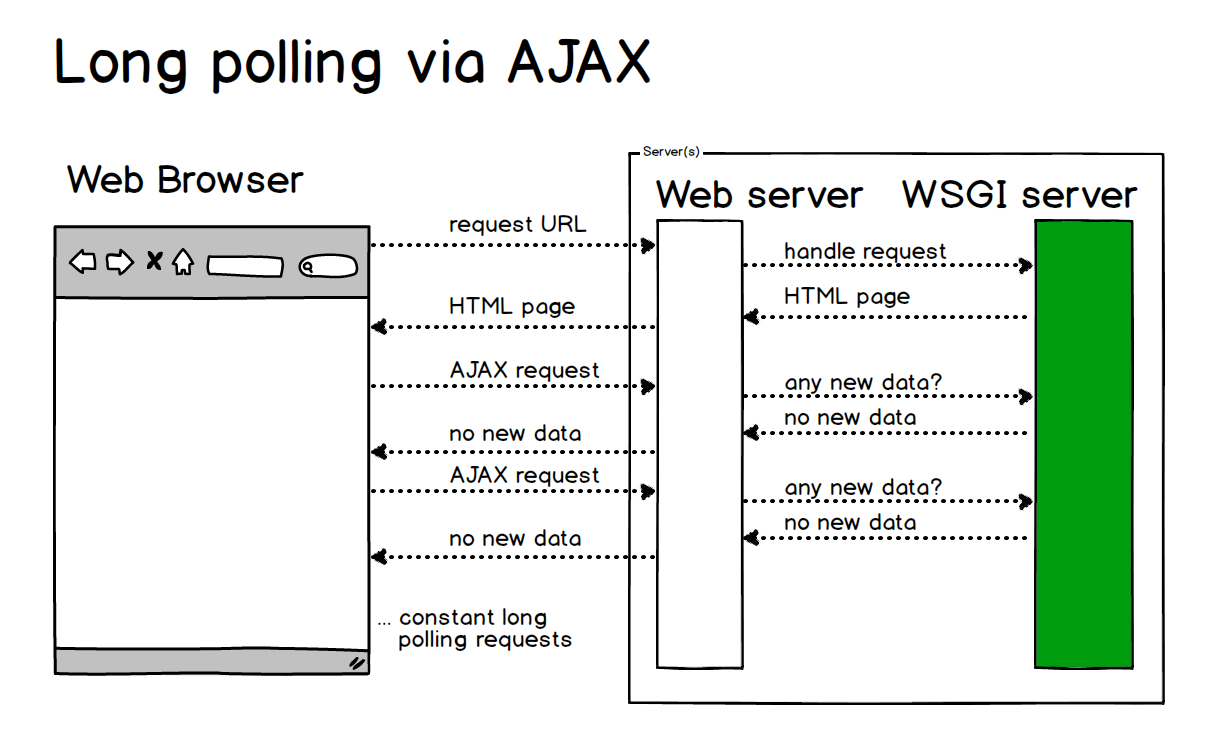 Long polling via AJAX
Server(s)
Web Browser
Web server
WSGI server
request URL
handle request
HTML page
HTML page
AJAX request
any new data?
no new data
no new data
AJAX request
any new data?
no new data
no new data
... constant long
polling requests